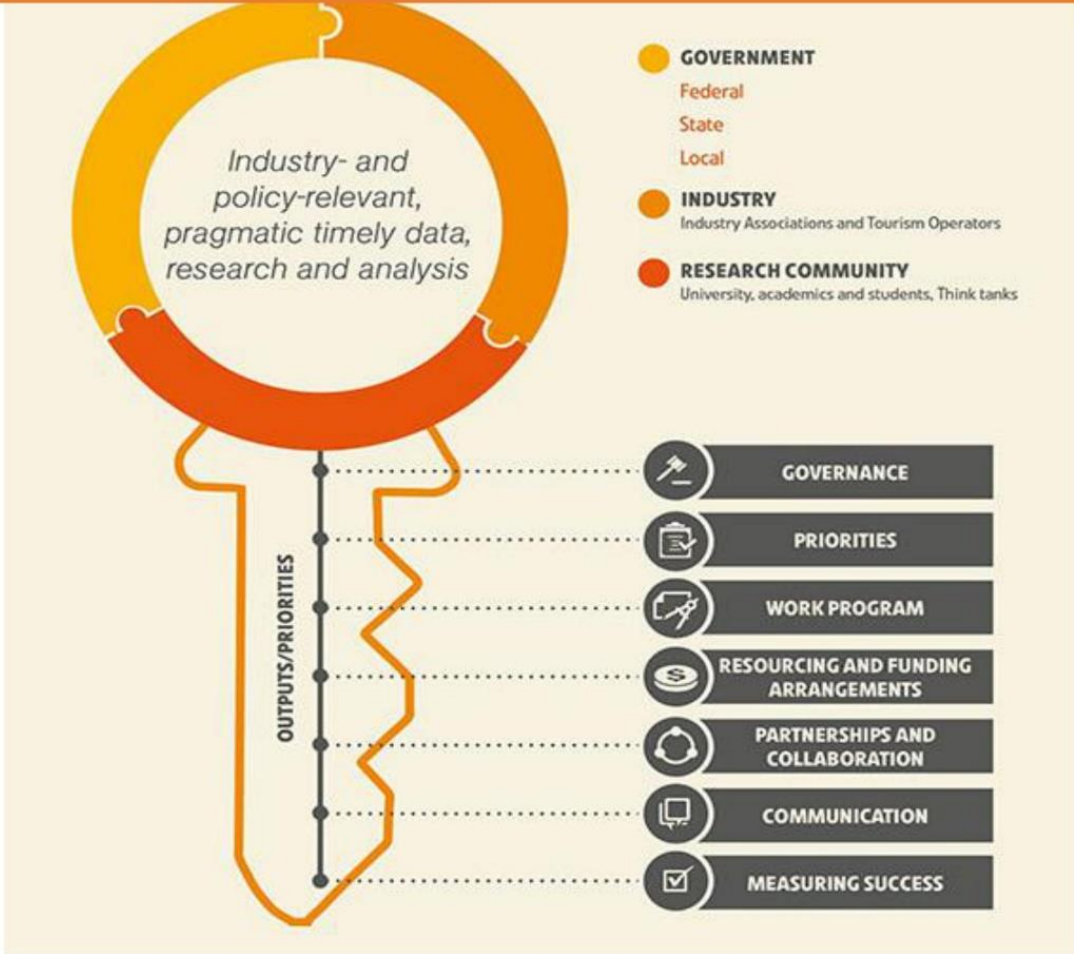 Industry- and
policy-relevant,
pragmatic timely data,
research and analysis
GOVERNMENT
Federal
State
Local
INDUSTRY
Industry Associations and Tourism Operators
RESEARCH COMMUNITY
University, academics and students, Think tanks
OUTPUTS/PRIORITIES
GOVERNANCE
PRIORITIES
WORK PROGRAM
RESOURCING AND FUNDING
ARRANGEMENTS
PARTNERSHIPS AND
COLLABORATION
COMMUNICATION
MEASURING SUCCESS